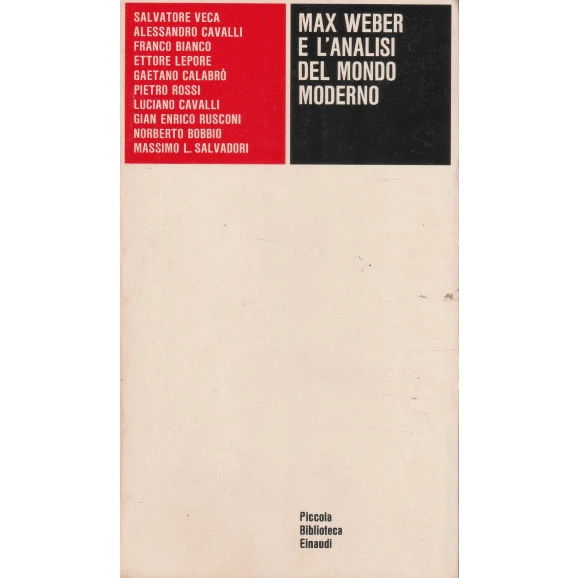 SALVATORE VECA
ALESSANDRO CAVALLI
FRANCO BIANCO
ETTORE LEPORE
GAETANO CALABRÒ
PIETRO ROSSI
LUCIANO CAVALLI
GIAN ENRICO RUSCONI
NORBERTO BOBBIO
MASSIMO L. SALVADORI
MAX WEBER
E L'ANALISI
DEL MONDO
MODERNO
Piccola
Biblioteca
Einaudi